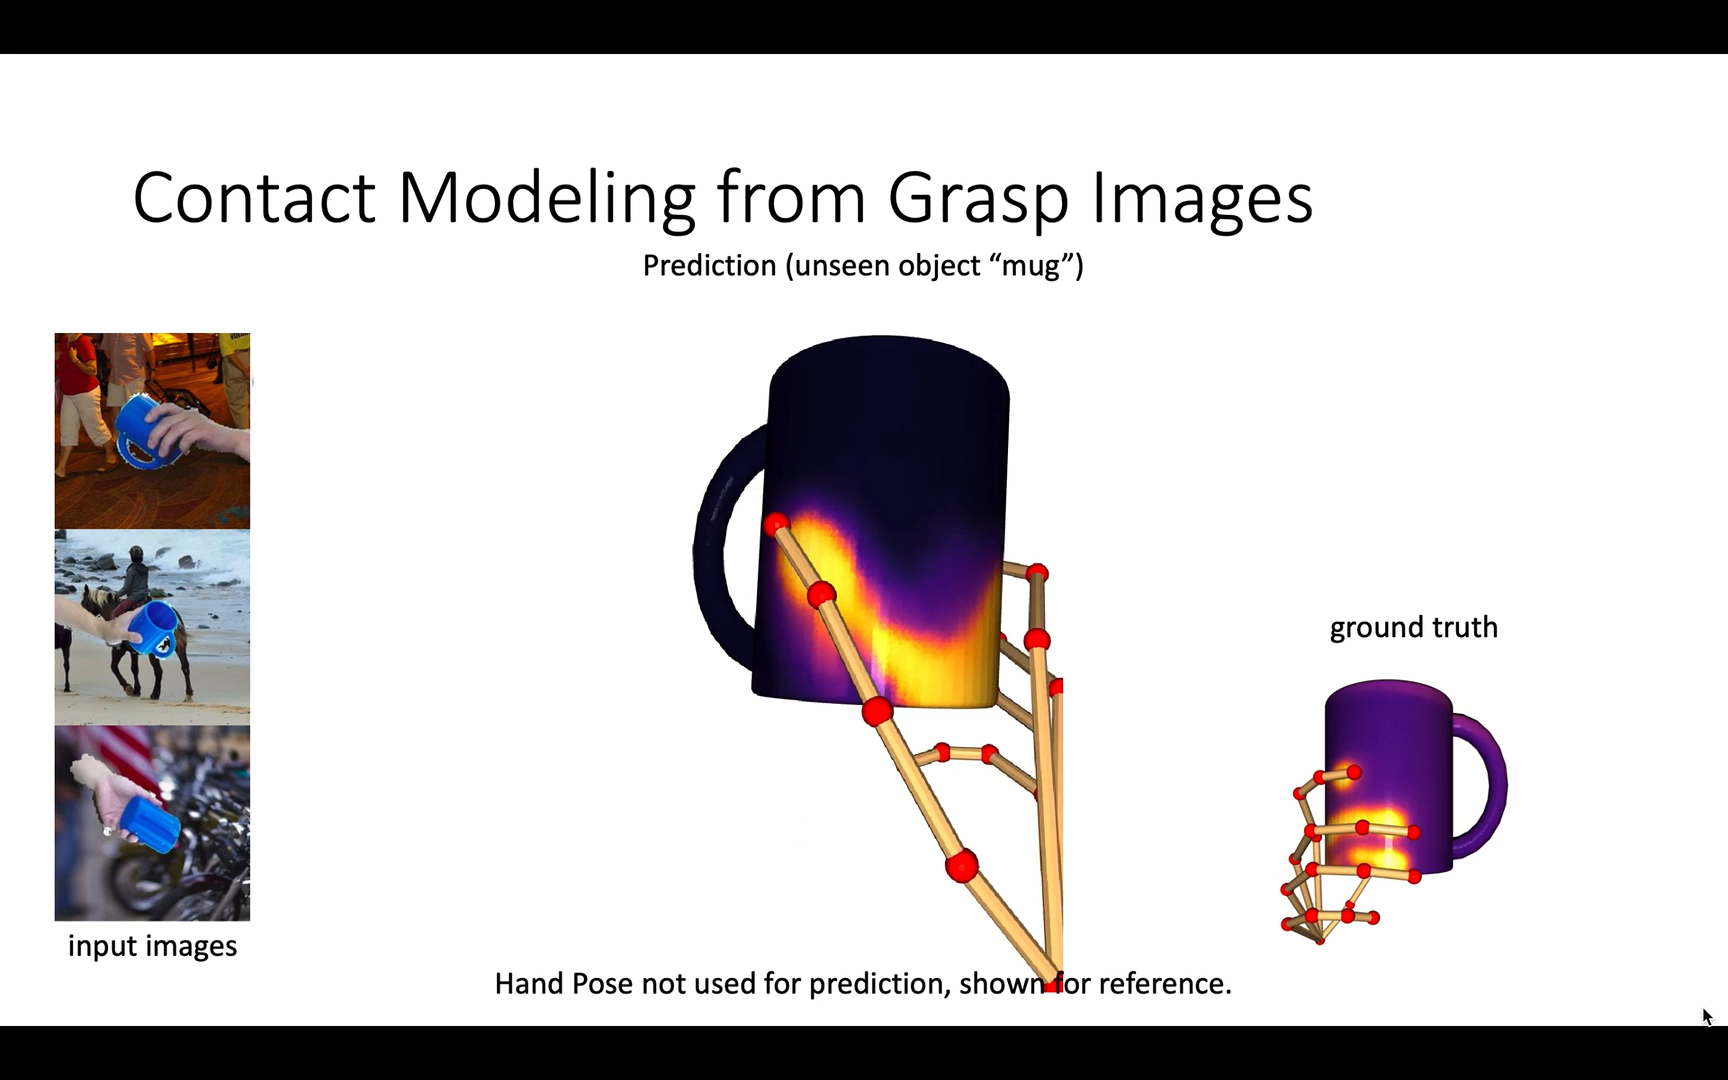 Contact Modeling from Grasp Images
Prediction (unseen object “mug”)
ground truth
input images
Hand Pose not used for prediction, shown for reference.